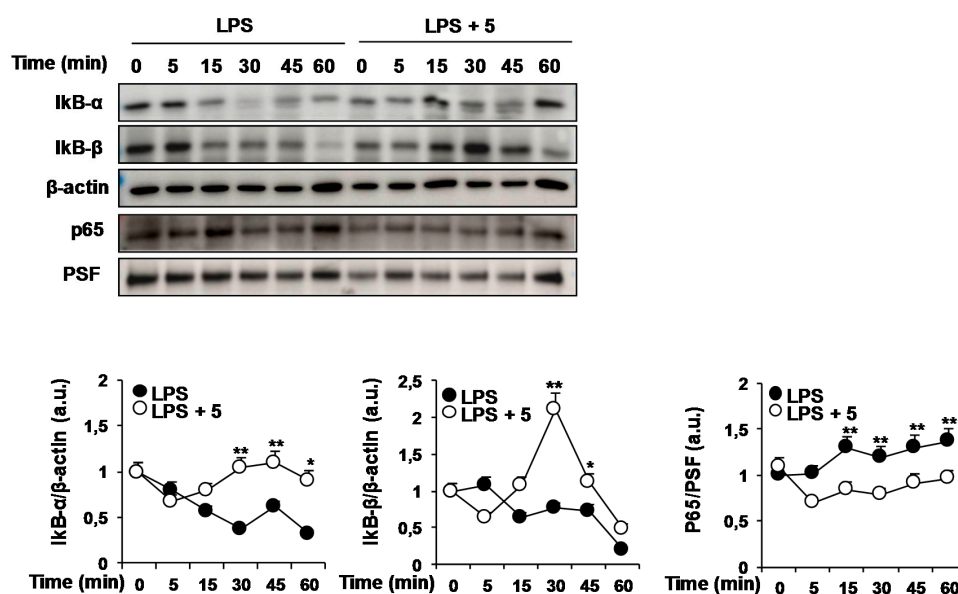 LPS LPS + 5
Time (min) 0 5 15 30 45 60 0 5 15 30 45 60
IkB-α
IkB-β
β-actin
p65
PSF
IkB-α/β-actin (a.u.)
2
1,5
1
0,5
0
LPS
LPS + 5
** ** *
Time (min) 0 5 15 30 45 60
IkB-β/β-actin (a.u.)
2,5
2
1,5
1
0,5
0
LPS
LPS + 5
** *
Time (min) 0 5 15 30 45 60
P65/PSF (a.u.)
2
1,5
1
0,5
0
LPS
LPS + 5
** ** ** **
Time (min) 0 5 15 30 45 60